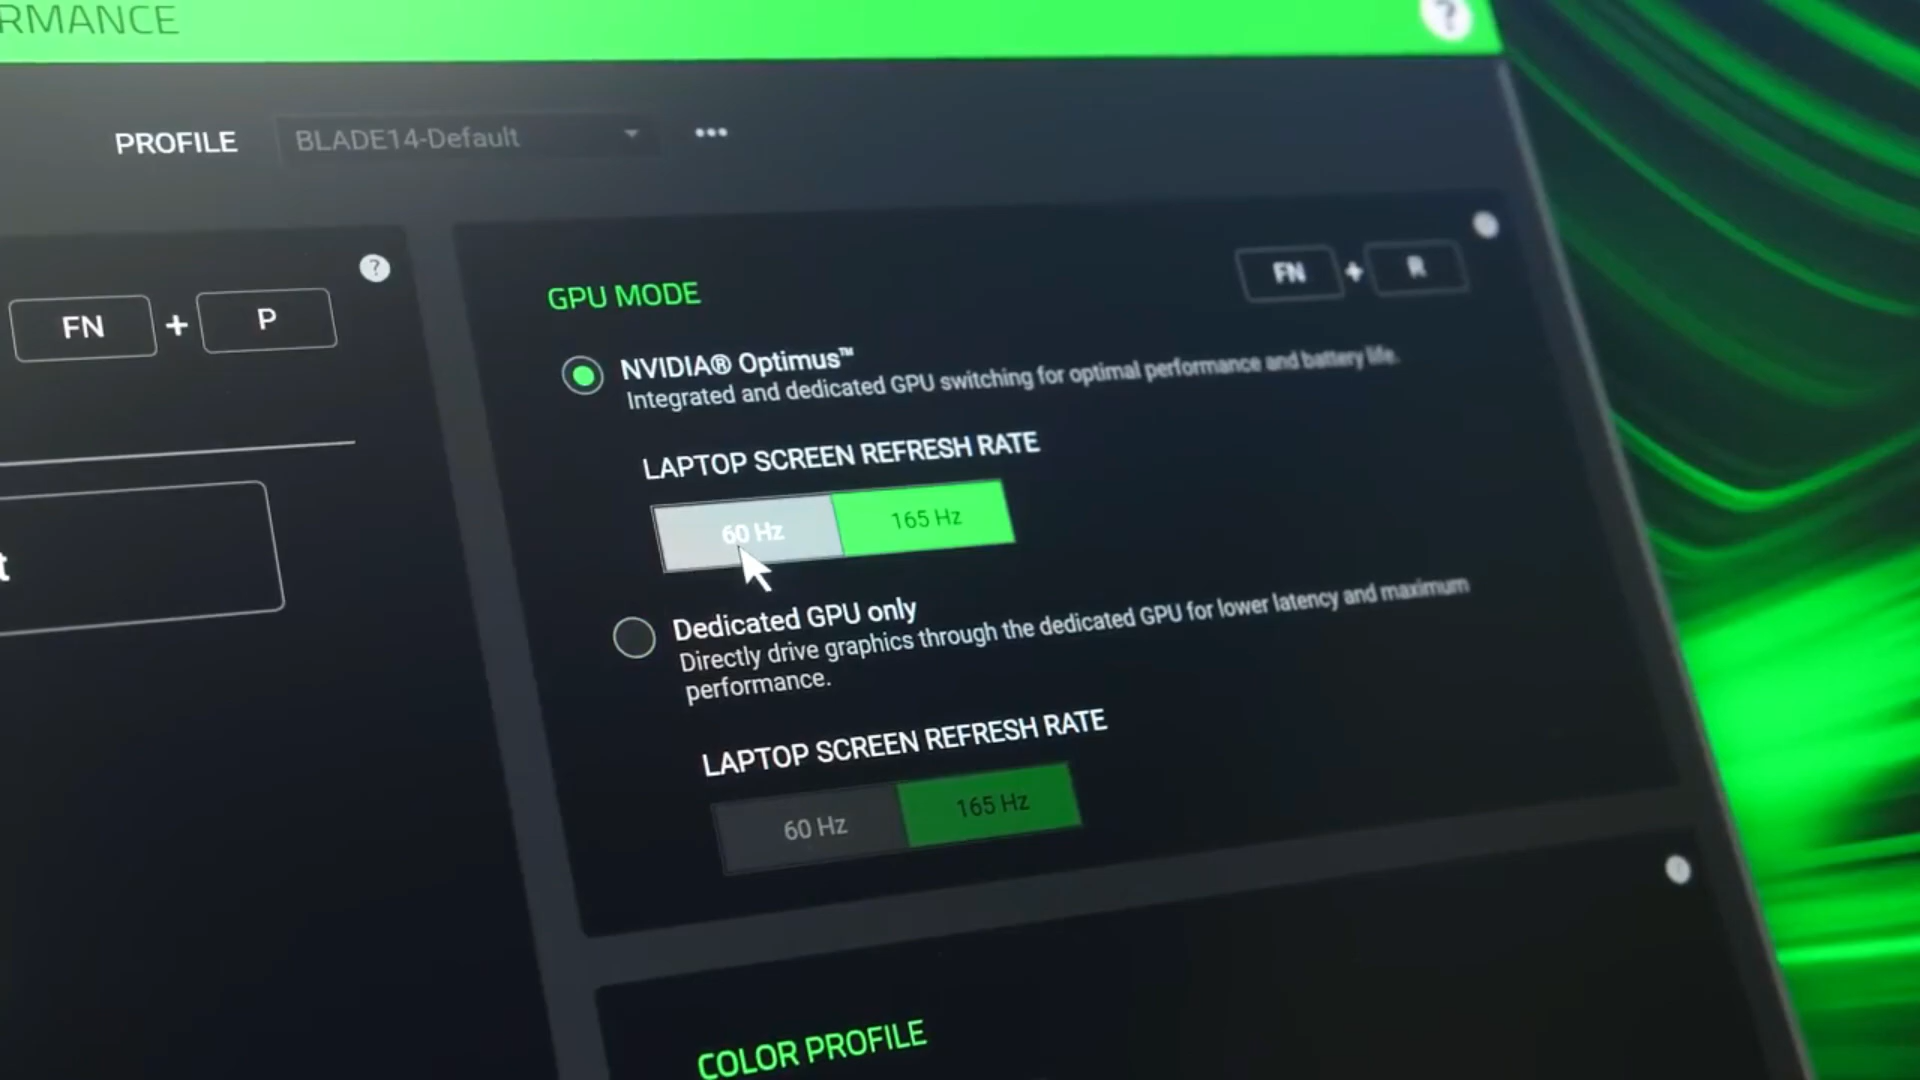 RMANCE
?
PROFILE BLADE14-Default •••
?
FN + P
t
GPU MODE
FN + R
NVIDIA® Optimus™
Integrated and dedicated GPU switching for optimal performance and battery life.
LAPTOP SCREEN REFRESH RATE
60 Hz 165 Hz
Dedicated GPU only
Directly drive graphics through the dedicated GPU for lower latency and maximum
performance.
LAPTOP SCREEN REFRESH RATE
60 Hz 165 Hz
COLOR PROFILE